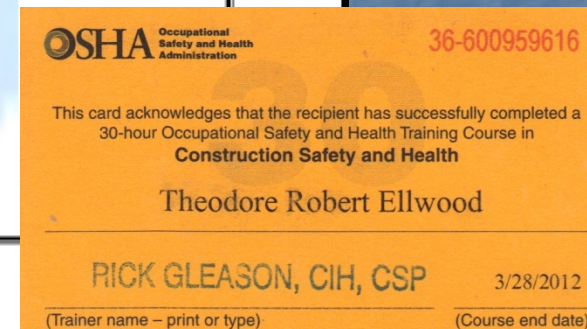 OSHA Occupational
Safety and Health
Administration
36-600959616
30
This card acknowledges that the recipient has successfully completed a
30-hour Occupational Safety and Health Training Course in
Construction Safety and Health
Theodore Robert Ellwood
RICK GLEASON, CIH, CSP
3/28/2012
(Trainer name – print or type)
(Course end date)